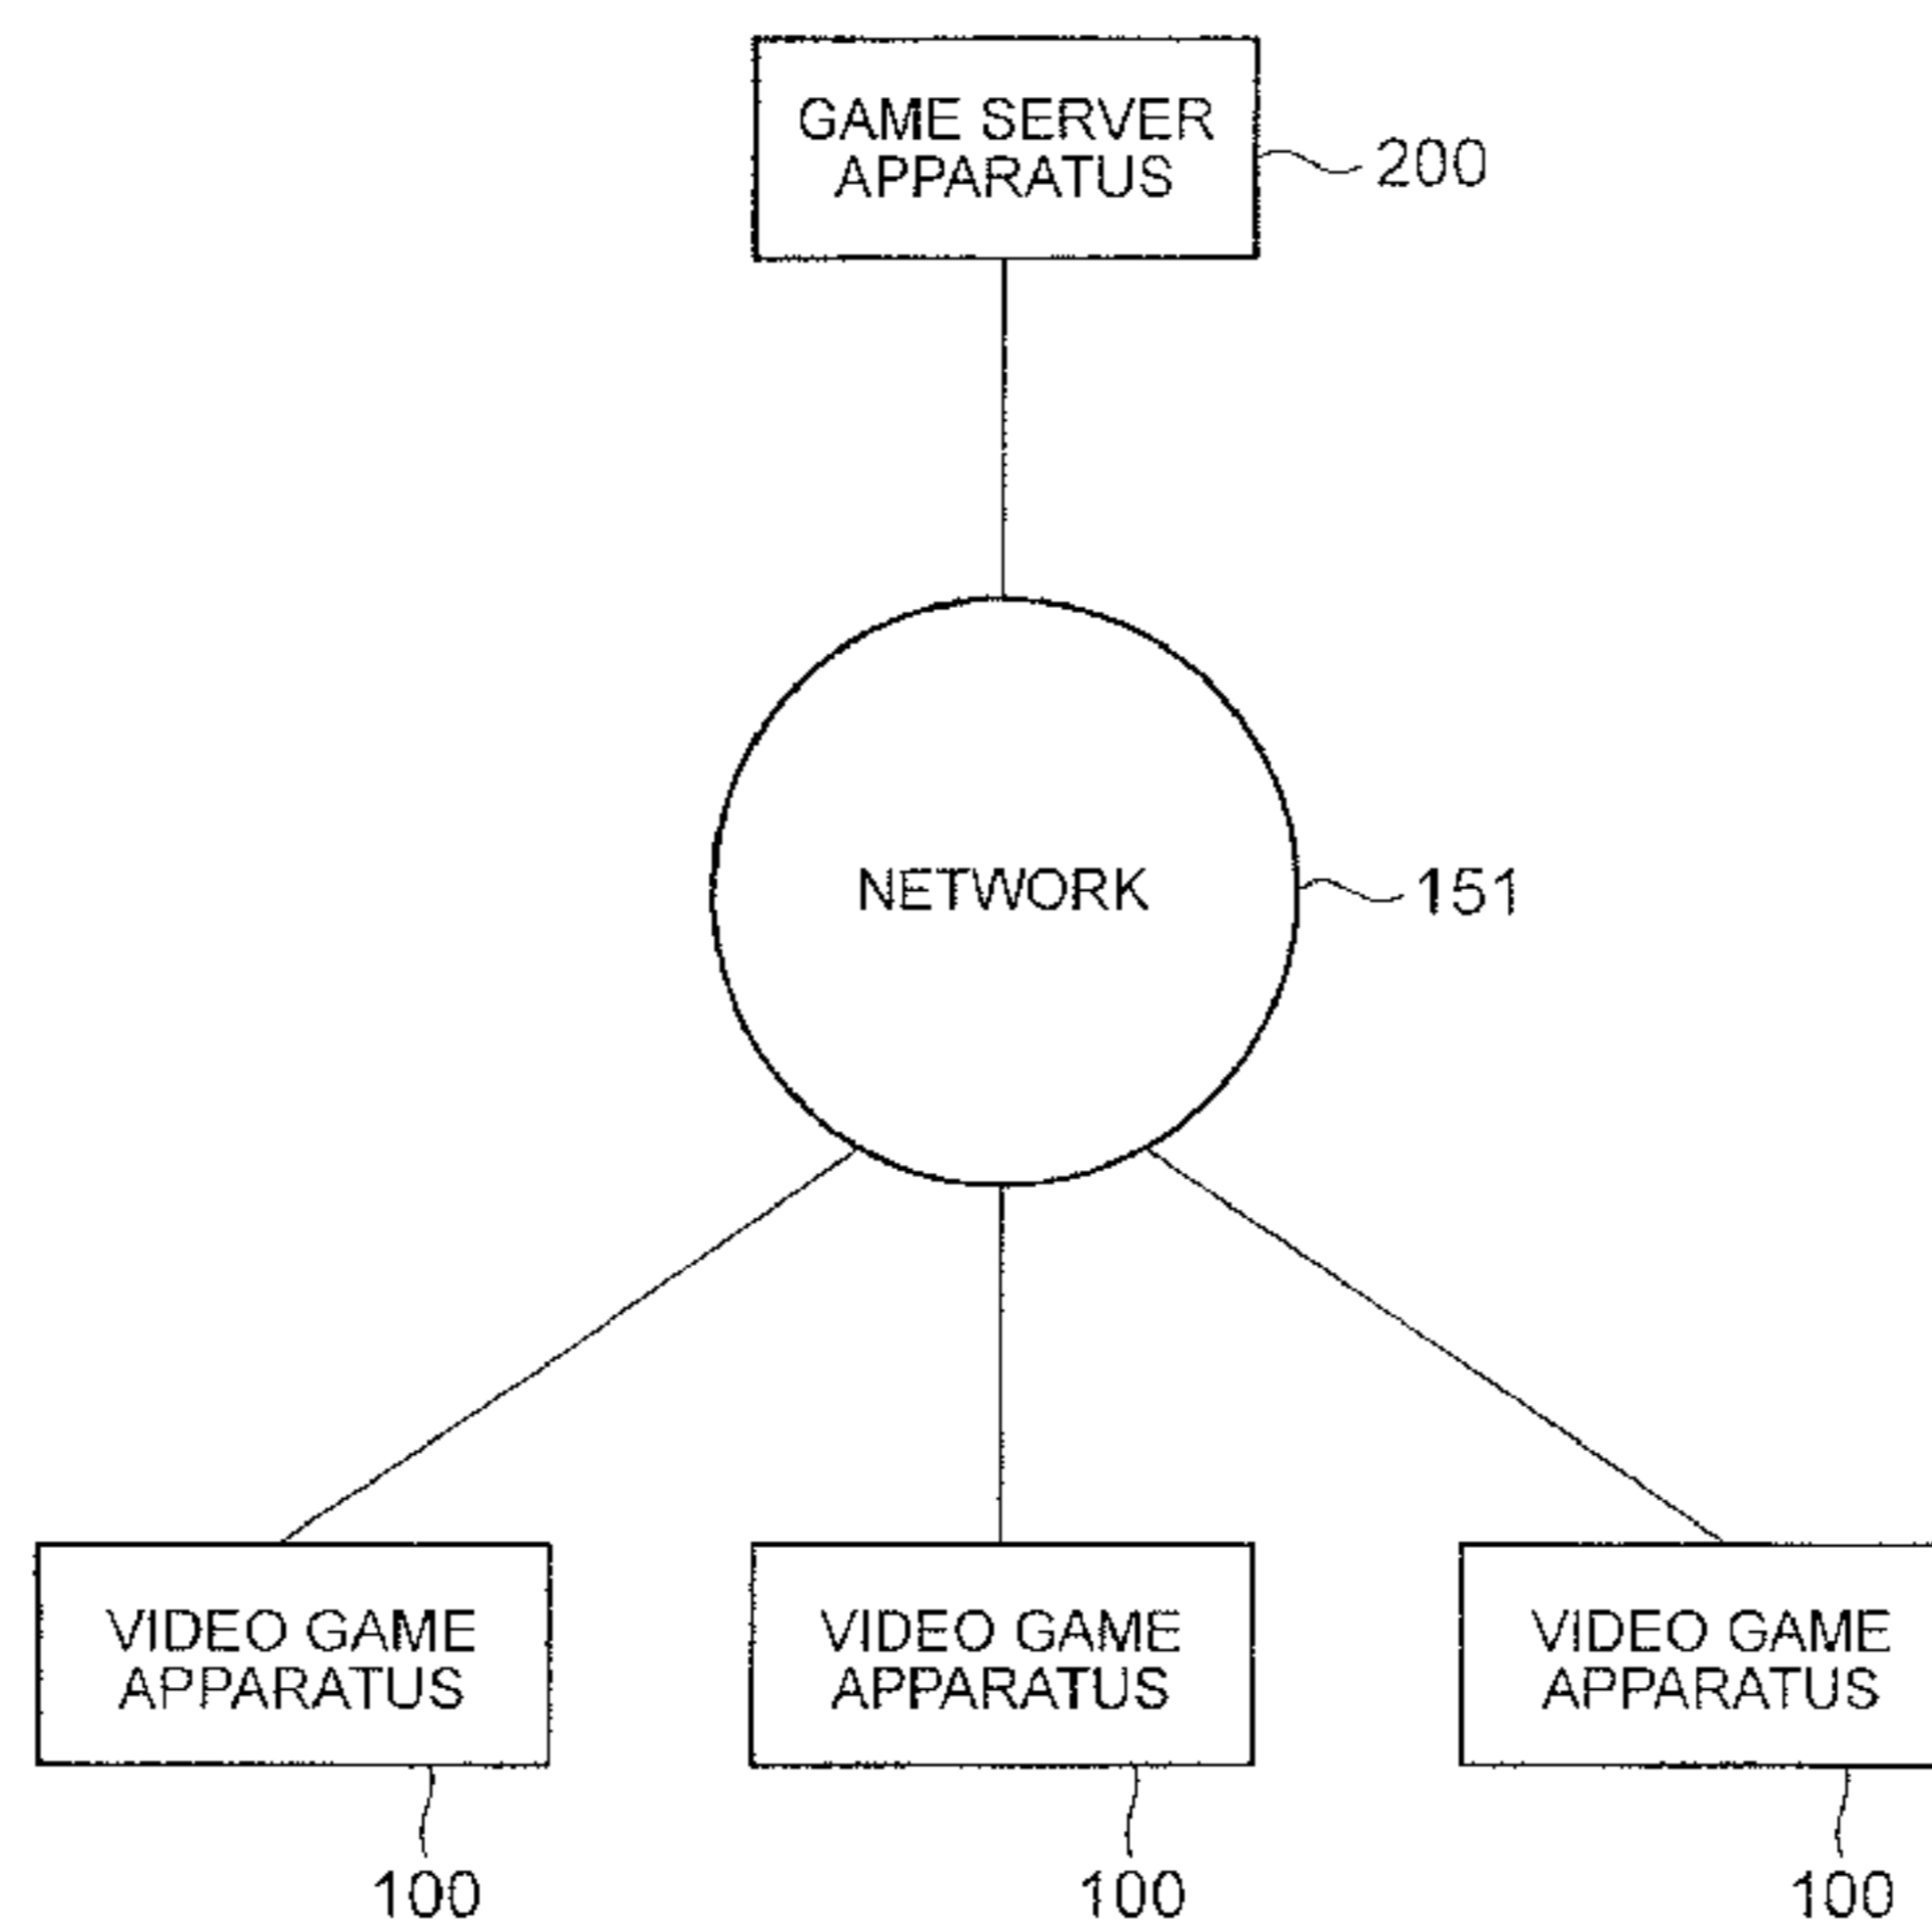 GAME SERVER
APPARATUS
200
NETWORK
151
VIDEO GAME
APPARATUS
VIDEO GAME
APPARATUS
VIDEO GAME
APPARATUS
100
100
100